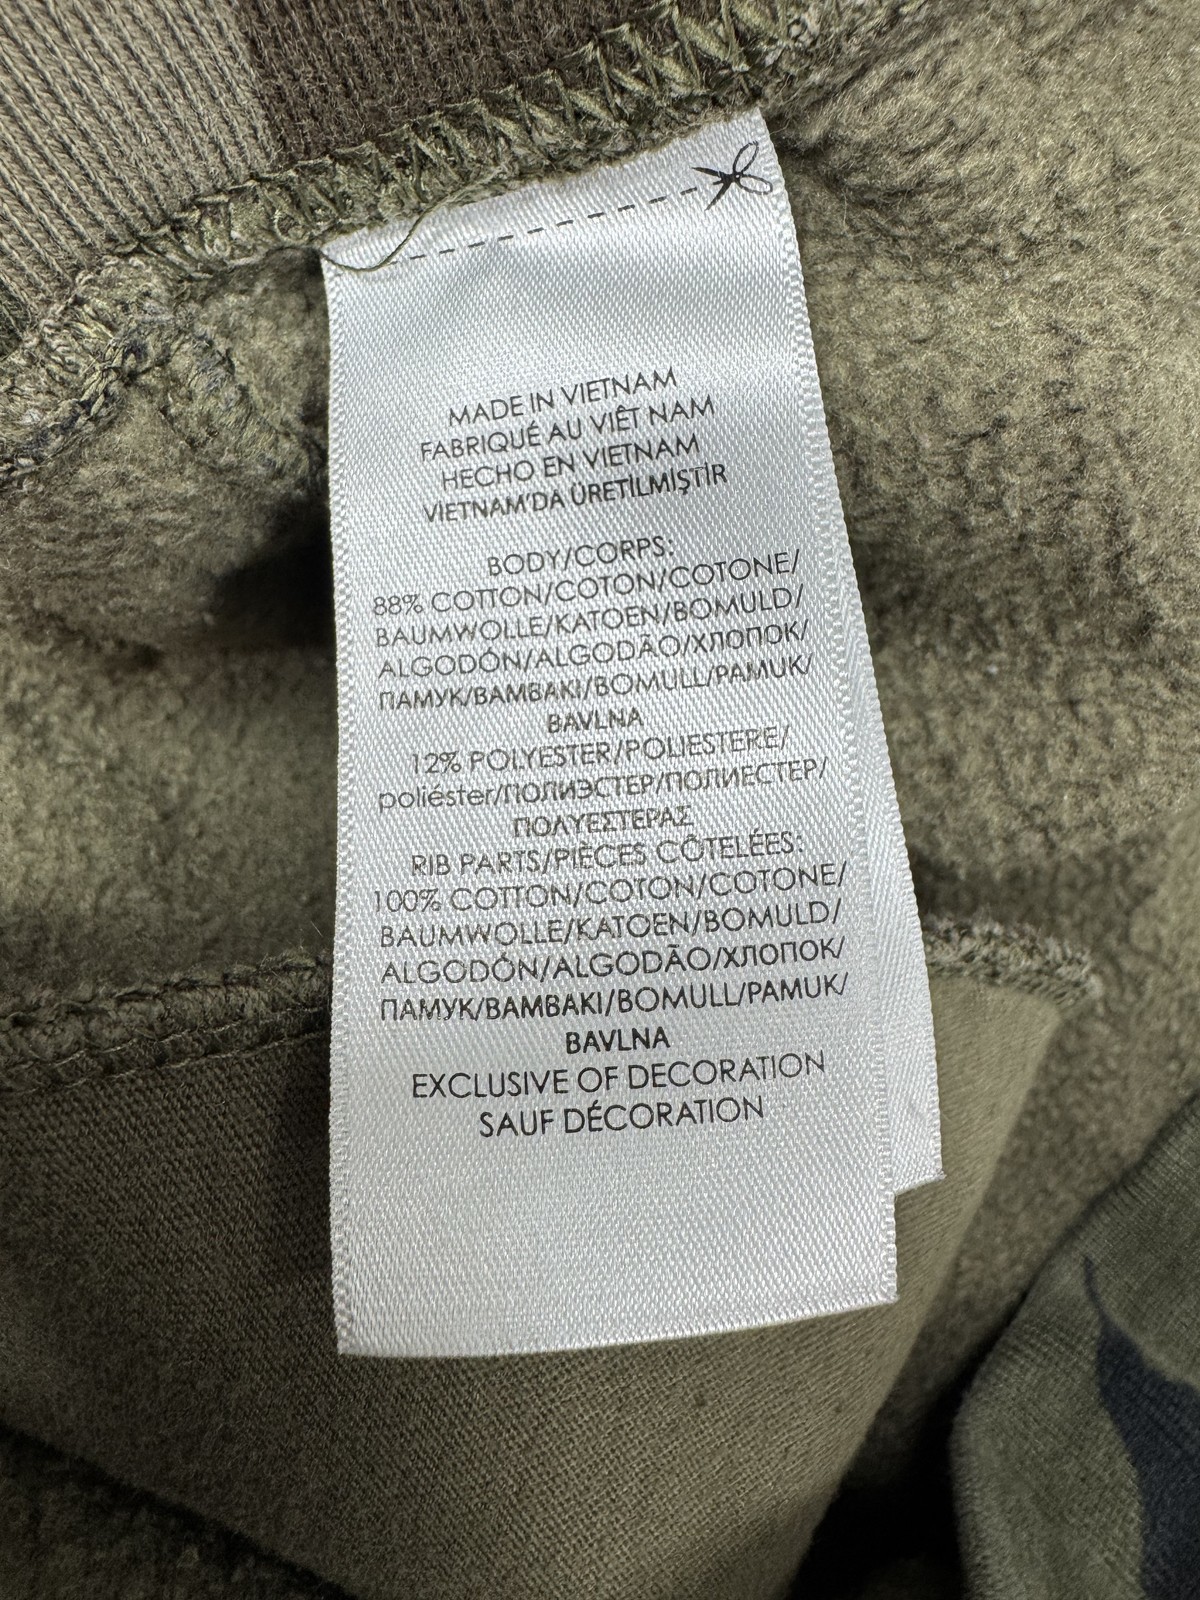 MADE IN VIETNAM
FABRIQUÉ AU VIÊT NAM
HECHO EN VIETNAM
VIETNAM'DA ÜRETİLMİŞTİR
BODY/CORPS:
88% COTTON/COTON/COTONE/
BAUMWOLLE/KATOEN/BOMULD/
ALGODÓN/ALGODÃO/ХЛОПОК/
ПАМУК/ΒΑΜΒΑΚΙ/BOMULL/PAMUK/
BAVLNA
12% POLYESTER/POLIESTERE/
poliéster/ПОЛИЭСТЕР/ПОЛИЕСТЕР/
ΠΟΛΥΕΣΤΕΡΑΣ
RIB PARTS/PIÈCES CÔTELÉES:
100% COTTON/COTON/COTONE/
BAUMWOLLE/KATOEN/BOMULD/
ALGODÓN/ALGODÃO/ХЛОПОК/
ПАМУК/ΒΑΜΒΑΚΙ/BOMULL/PAMUK/
BAVLNA
EXCLUSIVE OF DECORATION
SAUF DÉCORATION